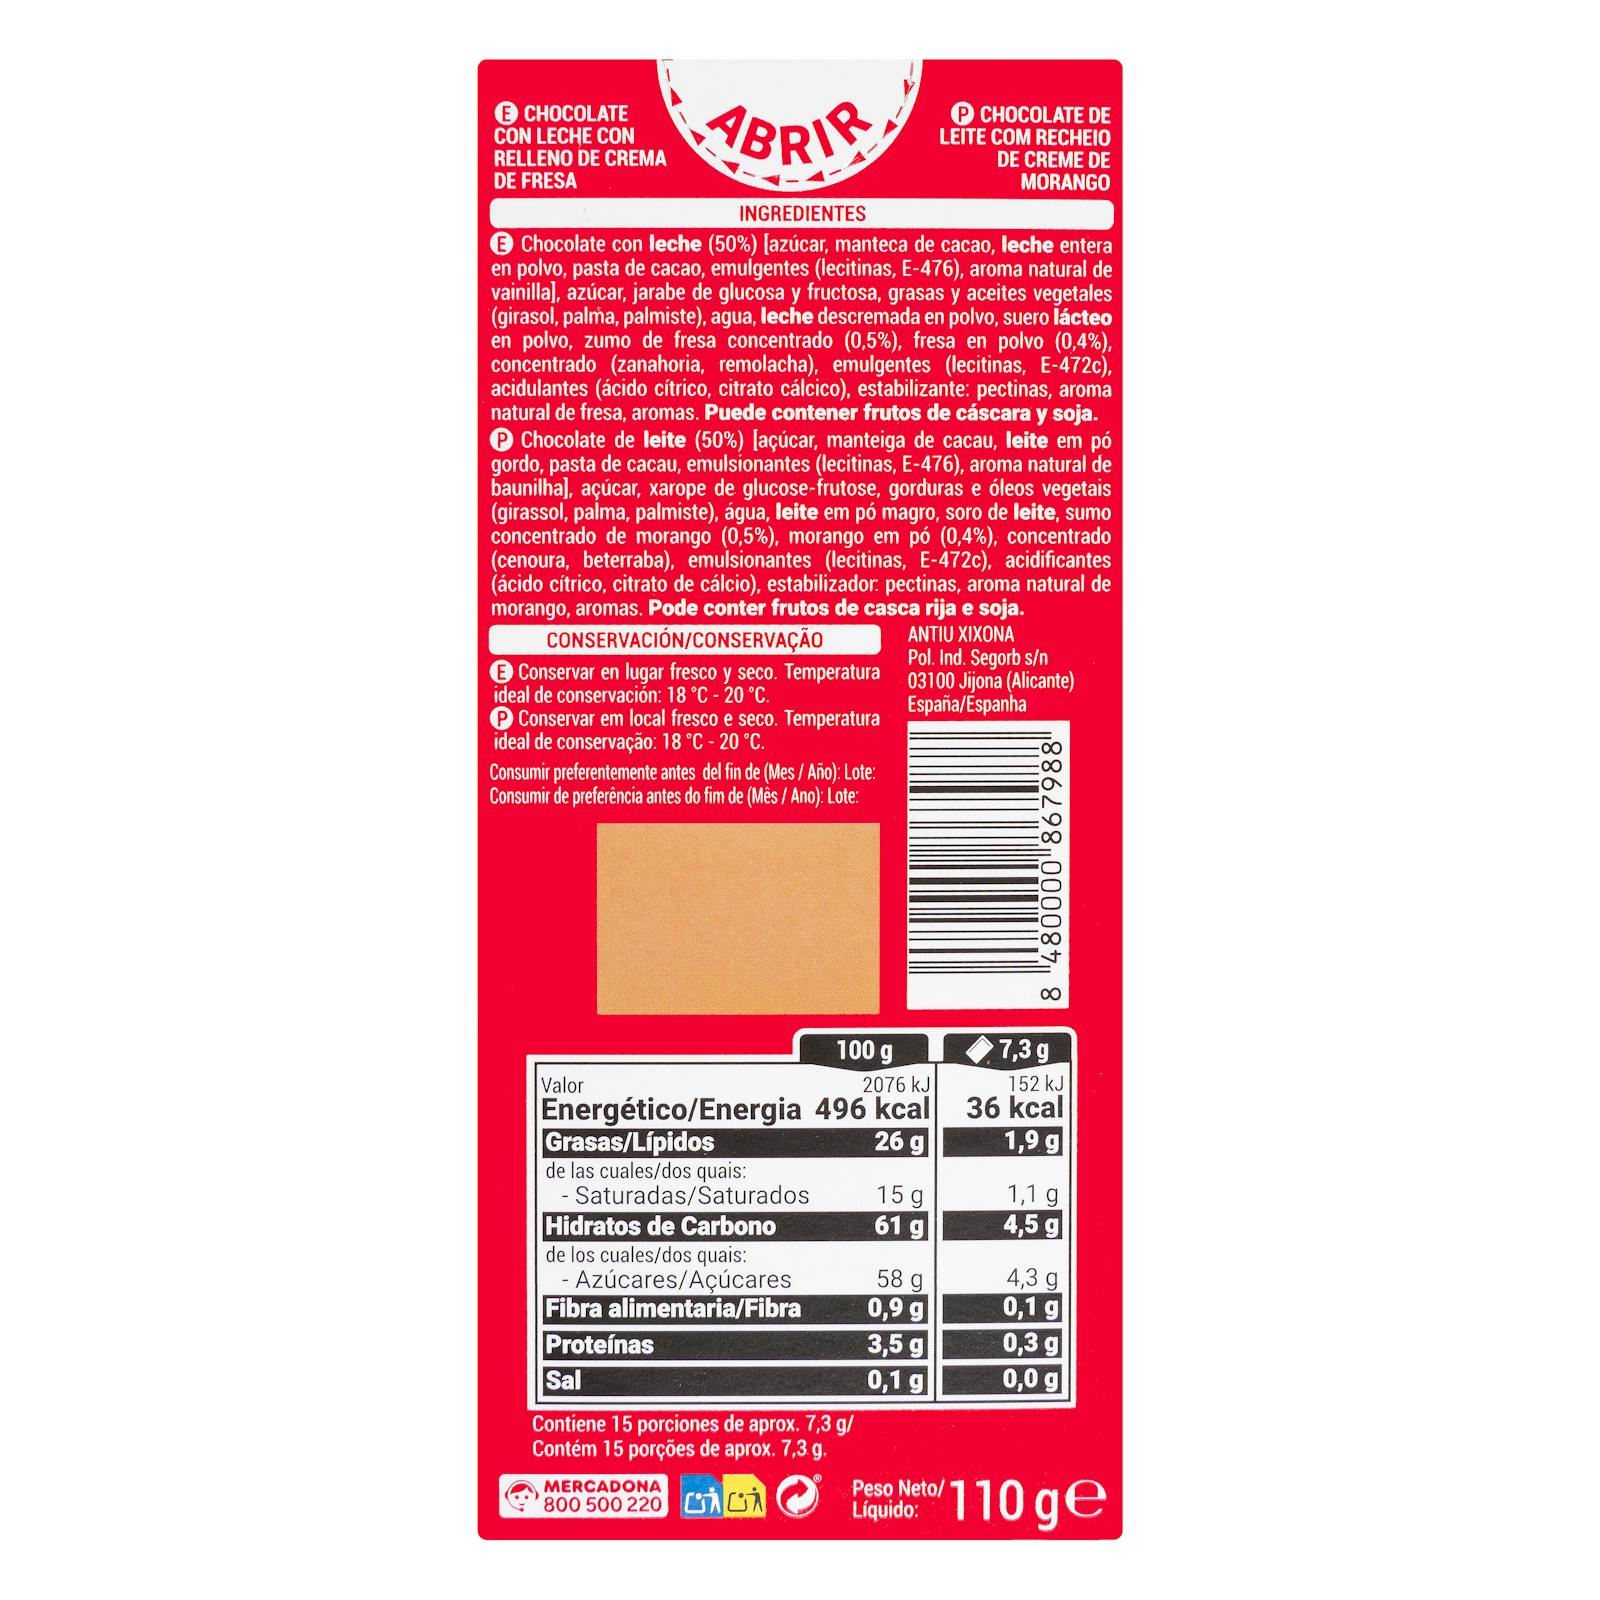 E CHOCOLATE
CON LECHE CON
RELLENO DE CREMA
DE FRESA
ABRIR
P CHOCOLATE DE
LEITE COM RECHEIO
DE CREME DE
MORANGO
INGREDIENTES
E Chocolate con leche (50%) [azúcar, manteca de cacao, leche entera
en polvo, pasta de cacao, emulgentes (lecitinas, E-476), aroma natural de
vainilla], azúcar, jarabe de glucosa y fructosa, grasas y aceites vegetales
(girasol, palma, palmiste), agua, leche descremada en polvo, suero lácteo
en polvo, zumo de fresa concentrado (0,5%), fresa en polvo (0,4%),
concentrado (zanahoria, remolacha), emulgentes (lecitinas, E-472c),
acidulantes (ácido cítrico, citrato cálcico), estabilizante: pectinas, aroma
natural de fresa, aromas. Puede contener frutos de cáscara y soja.
P Chocolate de leite (50%) [açúcar, manteiga de cacau, leite em pó
gordo, pasta de cacau, emulsionantes (lecitinas, E-476), aroma natural de
baunilha], açúcar, xarope de glucose-frutose, gorduras e óleos vegetais
(girassol, palma, palmiste), água, leite em pó magro, soro de leite, sumo
concentrado de morango (0,5%), morango em pó (0,4%), concentrado
(cenoura, beterraba), emulsionantes (lecitinas, E-472c), acidificantes
(ácido cítrico, citrato de cálcio), estabilizador: pectinas, aroma natural de
morango, aromas. Pode conter frutos de casca rija e soja.
CONSERVACIÓN/CONSERVAÇÃO
E Conservar en lugar fresco y seco. Temperatura
ideal de conservación: 18 °C - 20 °C.
P Conservar em local fresco e seco. Temperatura
ideal de conservação: 18 °C - 20 °C.
Consumir preferentemente antes del fin de (Mes / Año): Lote:
Consumir de preferência antes do fim de (Mês / Ano): Lote:
ANTIU XIXONA
Pol. Ind. Segorb s/n
03100 Jijona (Alicante)
España/Espanha
8 480000 867988
100 g 7,3 g
Valor 2076 kJ 152 kJ
Energético/Energia 496 kcal 36 kcal
Grasas/Lípidos 26 g 1,9 g
de las cuales/dos quais:
- Saturadas/Saturados 15 g 1,1 g
Hidratos de Carbono 61 g 4,5 g
de los cuales/dos quais:
- Azúcares/Açúcares 58 g 4,3 g
Fibra alimentaria/Fibra 0,9 g 0,1 g
Proteínas 3,5 g 0,3 g
Sal 0,1 g 0,0 g
Contiene 15 porciones de aprox. 7,3 g/
Contém 15 porções de aprox. 7,3 g.
MERCADONA
800 500 220
Peso Neto/
Líquido: 110 g e